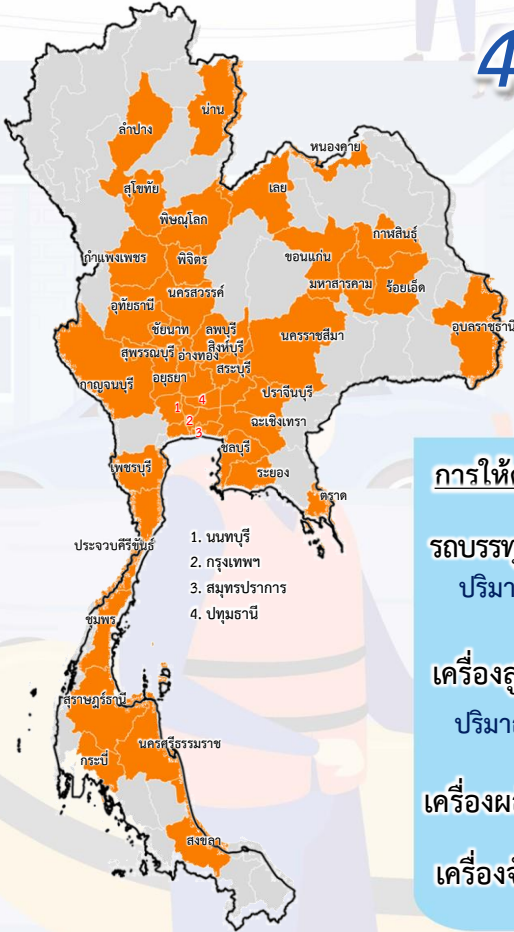 4
น่าน
ลำปาง
หนองคาย
สุโขทัย
เลย
พิษณุโลก
กาฬสินธุ์
กำแพงเพชร
พิจิตร
ขอนแก่น
มหาสารคาม
ร้อยเอ็ด
นครสวรรค์
อุทัยธานี
อุบลราชธานี
ชัยนาท
ลพบุรี
นครราชสีมา
สิงห์บุรี
สุพรรณบุรี
อ่างทอง
สระบุรี
อยุธยา
กาญจนบุรี
ปราจีนบุรี
4
1
2
ฉะเชิงเทรา
3
ชลบุรี
เพชรบุรี
ระยอง
ตราด
ประจวบคีรีขันธ์
1. นนทบุรี
2. กรุงเทพฯ
3. สมุทรปราการ
4. ปทุมธานี
ชุมพร
สุราษฎร์ธานี
นครศรีธรรมราช
กระบี่
สงขลา
การให้
รถบรรทุ
ปริมา
เครื่องสู
ปริมา
เครื่องผ
เครื่องจั